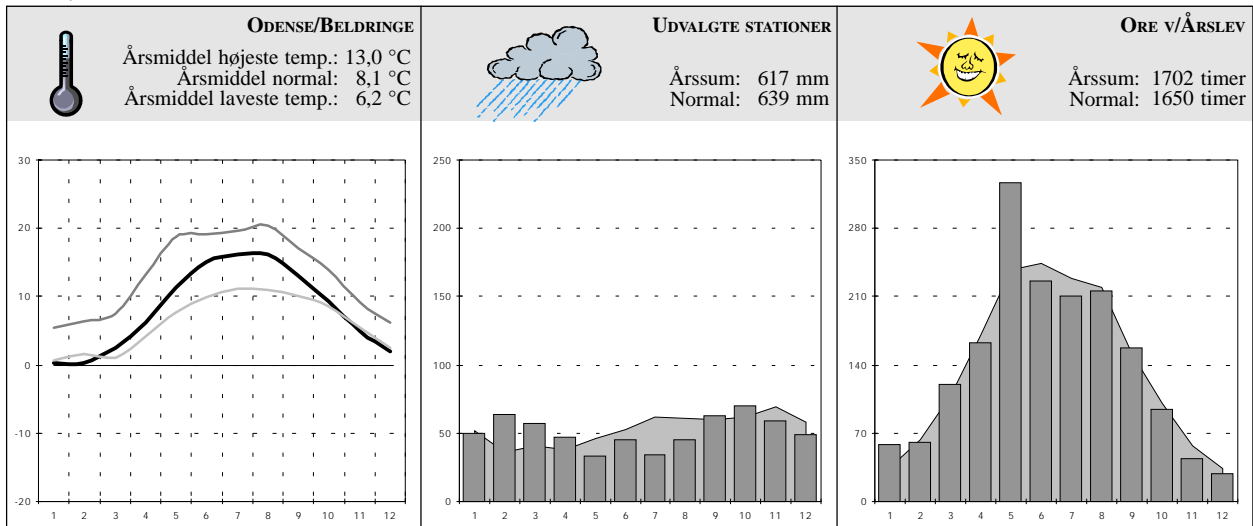 ODENSE/BELDRINGE
Årsmiddel højeste temp.: 13,0 °C
Årsmiddel normal: 8,1 °C
Årsmiddel laveste temp.: 6,2 °C
UDVALGTE STATIONER
Årssum: 617 mm
Normal: 639 mm
ORE V/ÅRSLEV
Årssum: 1702 timer
Normal: 1650 timer
30
20
10
0
-10
-20
1 2 3 4 5 6 7 8 9 10 11 12
250
200
150
100
50
0
1 2 3 4 5 6 7 8 9 10 11 12
350
280
210
140
70
0
1 2 3 4 5 6 7 8 9 10 11 12